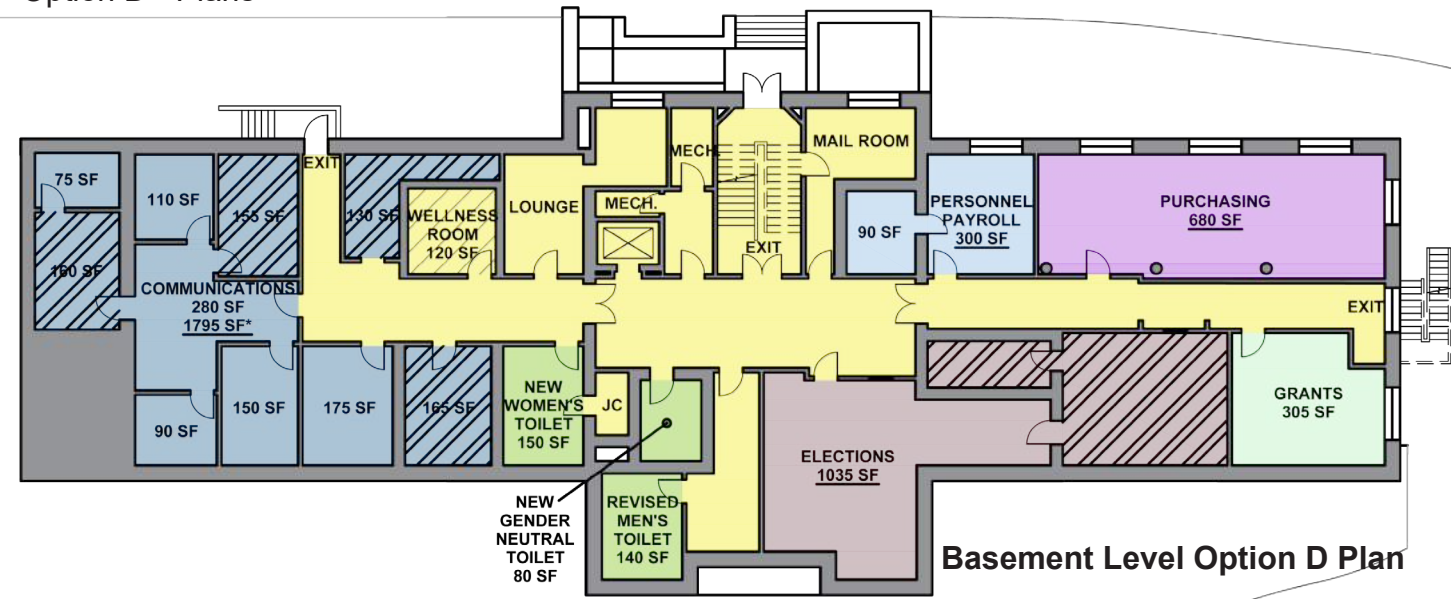 EXIT
MECH.
MAIL ROOM
75 SF
110 SF
155 SF
130 SF
WELLNESS
ROOM
120 SF
LOUNGE
MECH.
EXIT
90 SF
PERSONNEL
PAYROLL
300 SF
PURCHASING
680 SF
160 SF
COMMUNICATIONS
280 SF
1795 SF*
EXIT
90 SF
150 SF
175 SF
165 SF
NEW
WOMEN'S
TOILET
150 SF
JC
GRANTS
305 SF
ELECTIONS
1035 SF
NEW
GENDER
NEUTRAL
TOILET
80 SF
REVISED
MEN'S
TOILET
140 SF
Basement Level Option D Plan